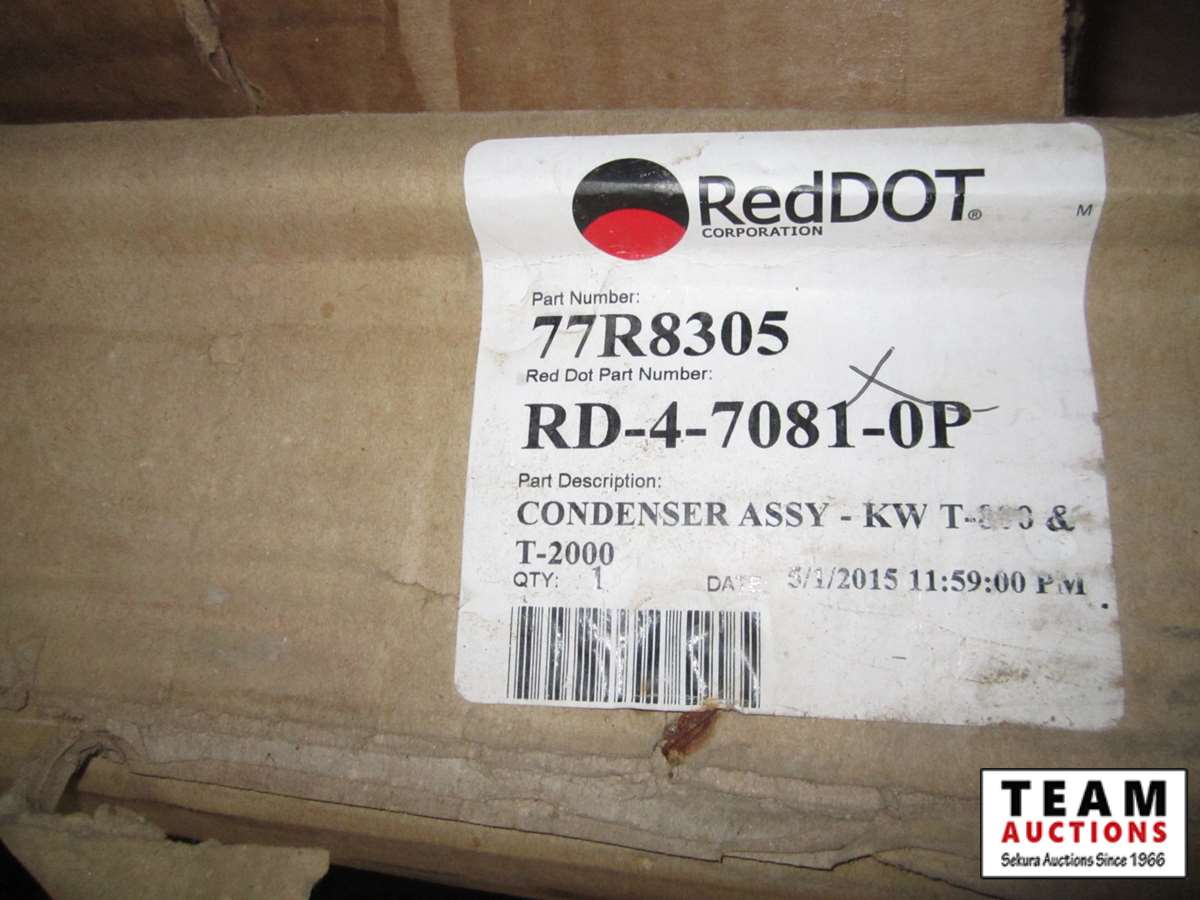 RedDOT®
CORPORATION
M
Part Number:
77R8305
Red Dot Part Number:
RD-4-7081-0P
Part Description:
CONDENSER ASSY - KW &
T-2000
QTY: 1
5/1/2015 11:59:00 PM
TEAM
AUCTIONS
Sekura Auctions Since 1966